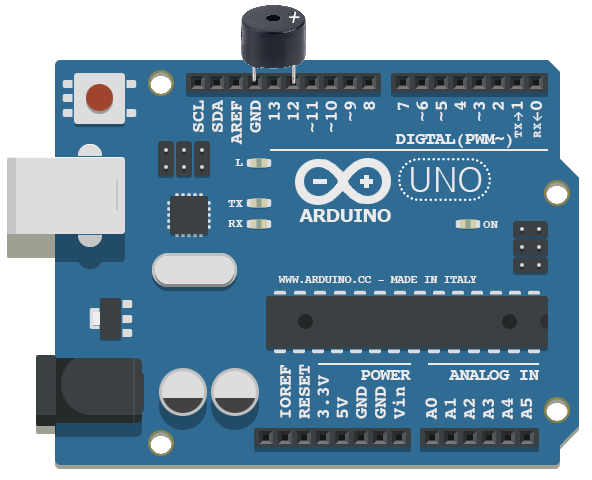 +
SCL
SDA
AREF
GND
13
12
~11
~10
~9
8
7
~6
~5
4
~3
2
TX→1
RX←0
DIGTAL(PWM~)
L
TX
RX
UNO
ARDUINO
ON
WWW.ARDUINO.CC - MADE IN ITALY
POWER
ANALOG IN
IOREF
RESET
3.3V
5V
GND
GND
Vin
A0
A1
A2
A3
A4
A5